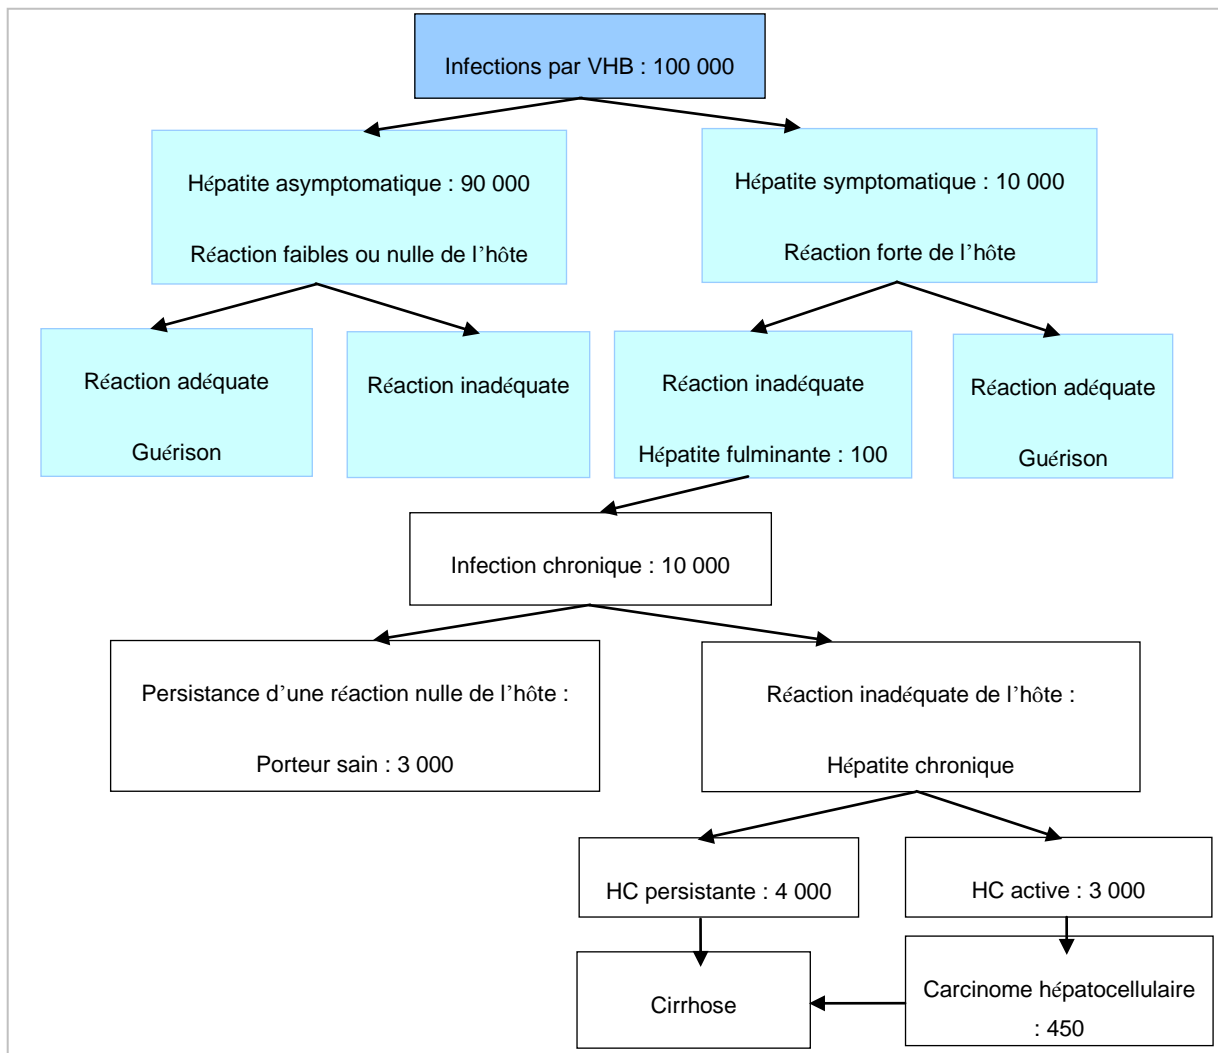 Infections par VHB : 100 000
Hépatite asymptomatique : 90 000
Réaction faibles ou nulle de l’hôte
Hépatite symptomatique : 10 000
Réaction forte de l’hôte
Réaction adéquate
Guérison
Réaction inadéquate
Réaction inadéquate
Hépatite fulminante : 100
Réaction adéquate
Guérison
Infection chronique : 10 000
Persistance d’une réaction nulle de l’hôte :
Porteur sain : 3 000
Réaction inadéquate de l’hôte :
Hépatite chronique
HC persistante : 4 000
HC active : 3 000
Cirrhose
Carcinome hépatocellulaire
: 450